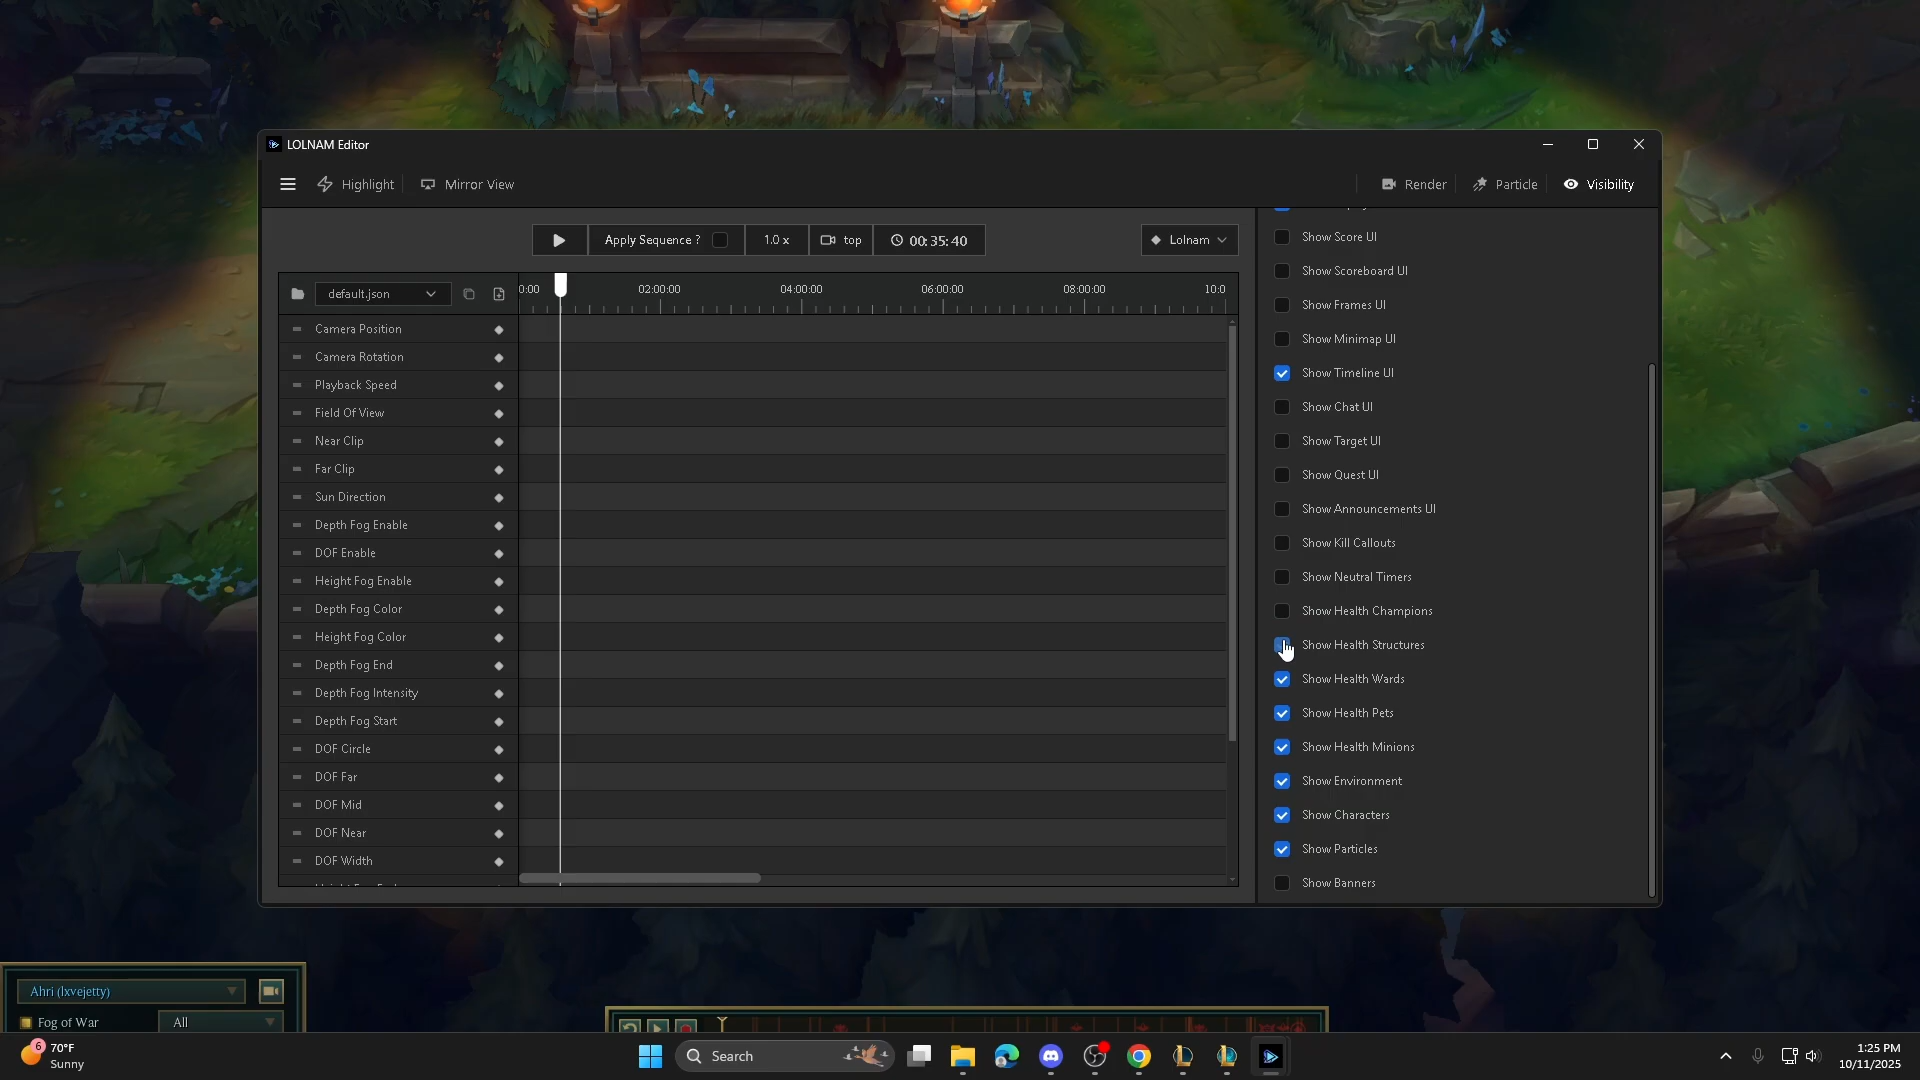 LOLNAM Editor
Highlight
Mirror View
Render
Particle
Visibility
Apply Sequence ?
1.0 x
top
00:35:40
Lolnam
default.json
0:00
02:00:00
04:00:00
06:00:00
08:00:00
10:0
Camera Position
Camera Rotation
Playback Speed
Field Of View
Near Clip
Far Clip
Sun Direction
Depth Fog Enable
DOF Enable
Height Fog Enable
Depth Fog Color
Height Fog Color
Depth Fog End
Depth Fog Intensity
Depth Fog Start
DOF Circle
DOF Far
DOF Mid
DOF Near
DOF Width
Show Score UI
Show Scoreboard UI
Show Frames UI
Show Minimap UI
Show Timeline UI
Show Chat UI
Show Target UI
Show Quest UI
Show Announcements UI
Show Kill Callouts
Show Neutral Timers
Show Health Champions
Show Health Structures
Show Health Wards
Show Health Pets
Show Health Minions
Show Environment
Show Characters
Show Particles
Show Banners
Ahri (lxvejetty)
Fog of War
All
6
70°F
Sunny
Search
1:25 PM
10/11/2025